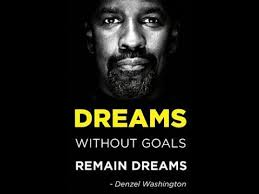 DREAMS
WITHOUT GOALS
REMAIN DREAMS
- Denzel Washington